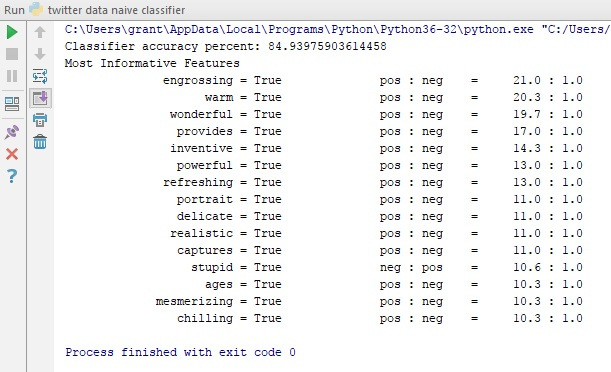 Run twitter data naive classifier
C:\Users\grant\AppData\Local\Programs\Python\Python36-32\python.exe "C:/Users/
Classifier accuracy percent: 84.93975903614458
Most Informative Features
engrossing = True pos : neg = 21.0 : 1.0
warm = True pos : neg = 20.3 : 1.0
wonderful = True pos : neg = 19.7 : 1.0
provides = True pos : neg = 17.0 : 1.0
inventive = True pos : neg = 14.3 : 1.0
powerful = True pos : neg = 13.0 : 1.0
refreshing = True pos : neg = 13.0 : 1.0
portrait = True pos : neg = 11.0 : 1.0
delicate = True pos : neg = 11.0 : 1.0
realistic = True pos : neg = 11.0 : 1.0
captures = True pos : neg = 11.0 : 1.0
stupid = True neg : pos = 10.6 : 1.0
ages = True pos : neg = 10.3 : 1.0
mesmerizing = True pos : neg = 10.3 : 1.0
chilling = True pos : neg = 10.3 : 1.0
Process finished with exit code 0